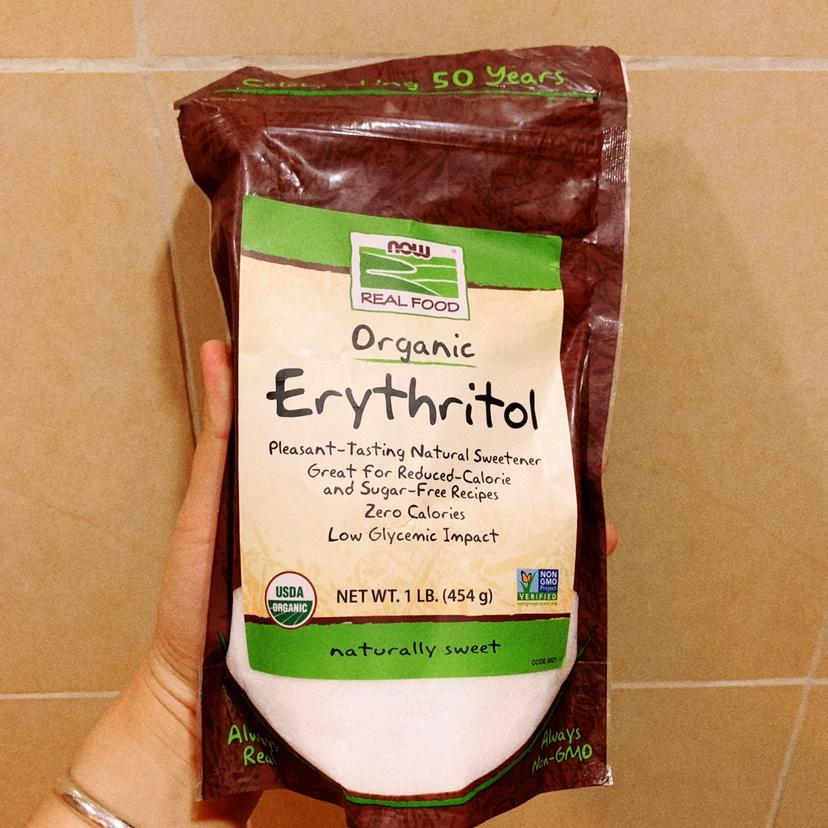 Celebrating 50 Years
NOW
REAL FOOD
Organic
Erythritol
Pleasant-Tasting Natural Sweetener
Great for Reduced-Calorie
and Sugar-Free Recipes
Zero Calories
Low Glycemic Impact
USDA
ORGANIC
NET WT. 1 LB. (454 g)
NON
GMO
Project
VERIFIED
nongmoproject.org
naturally sweet
Always
Real
Always
Non-GMO